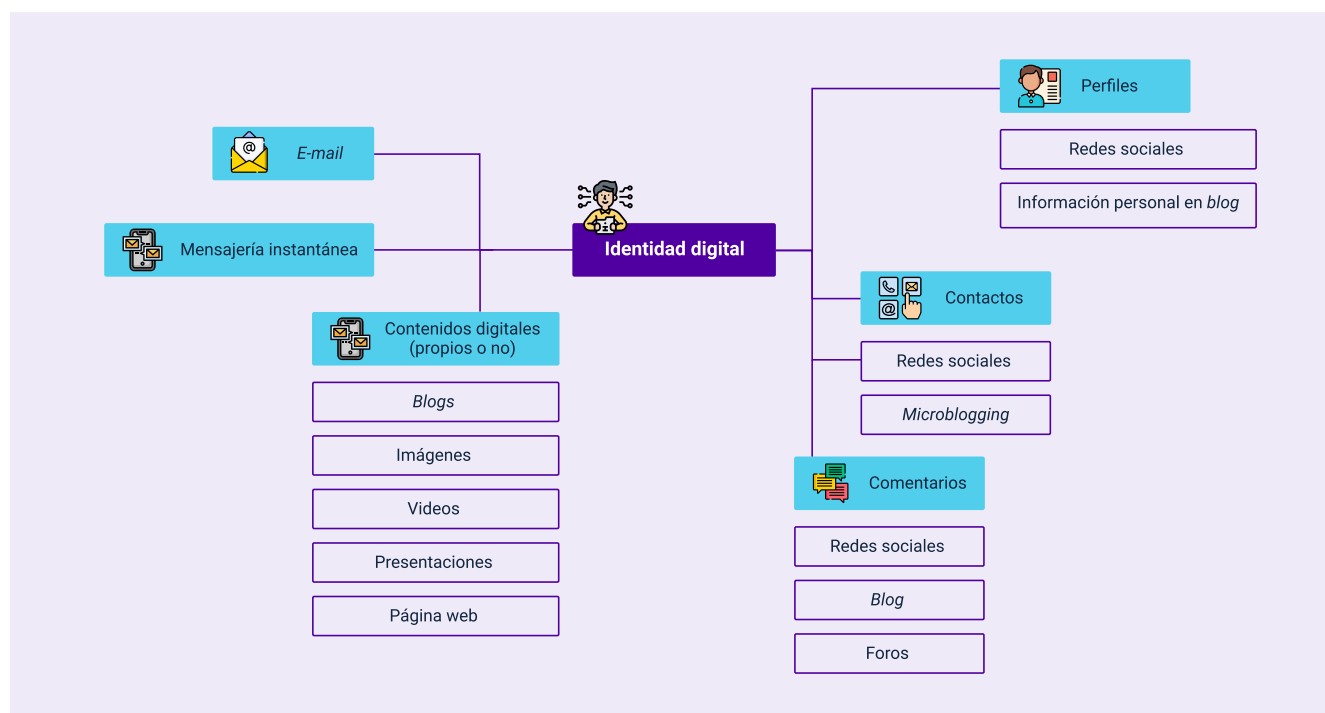 Identidad digital
E-mail
Mensajería instantánea
Contenidos digitales
(propios o no)
Blogs
Imágenes
Videos
Presentaciones
Página web
Perfiles
Redes sociales
Información personal en blog
Contactos
Redes sociales
Microblogging
Comentarios
Redes sociales
Blog
Foros